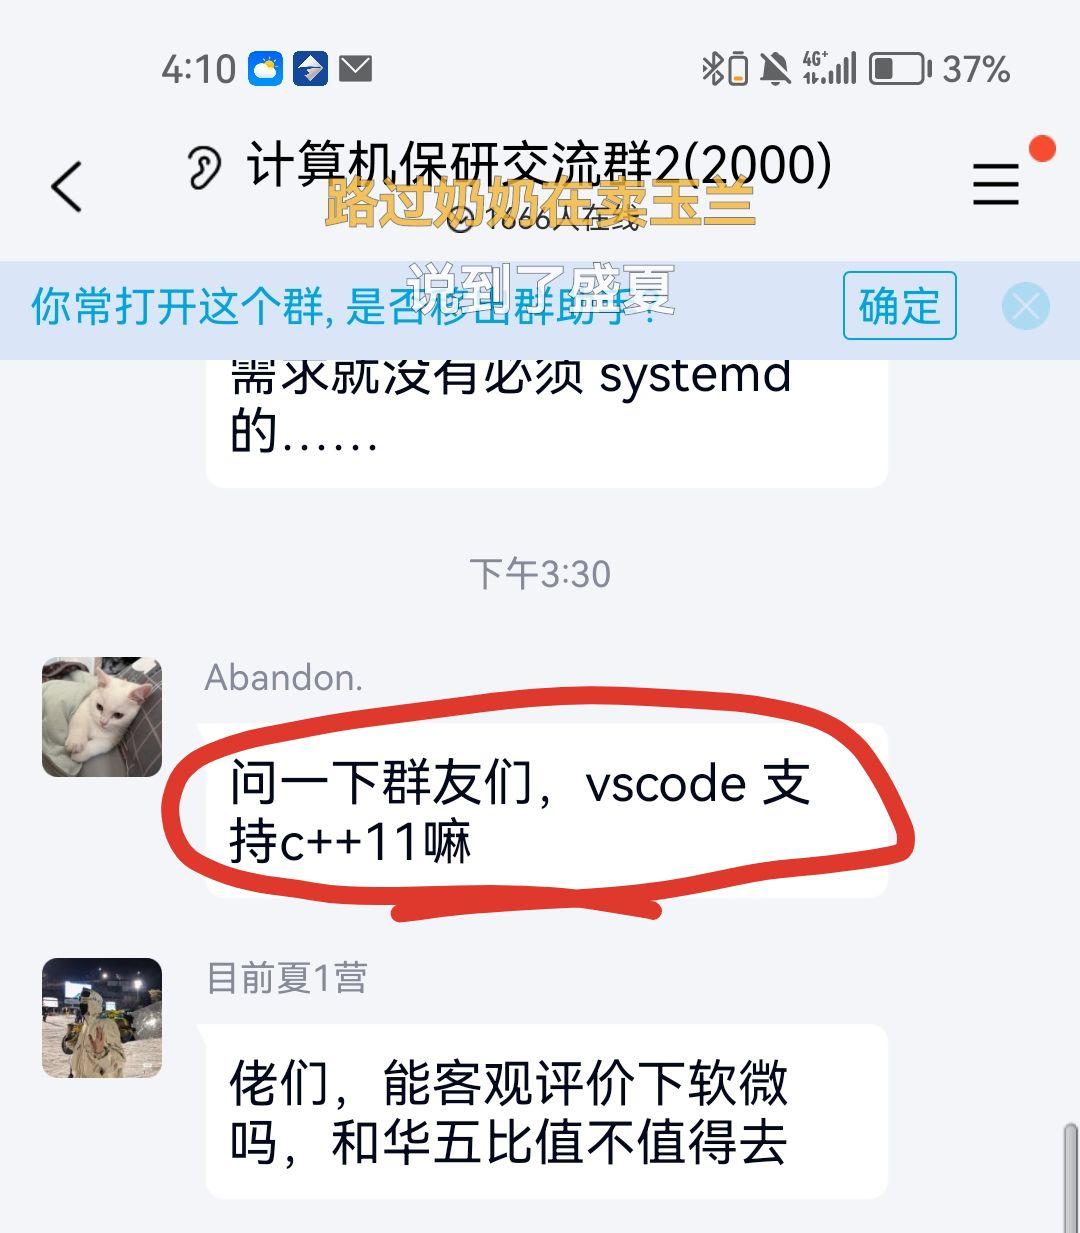 4:10
4G+
37%
计算机保研交流群2(2000)
1666人在线
路过奶奶在卖玉兰
说到了盛夏
你常打开这个群, 是否移出群助手?
确定
需求就没有必须 systemd
的……
下午3:30
Abandon.
问一下群友们，vscode 支
持c++11嘛
目前夏1营
佬们，能客观评价下软微
吗，和华五比值不值得去